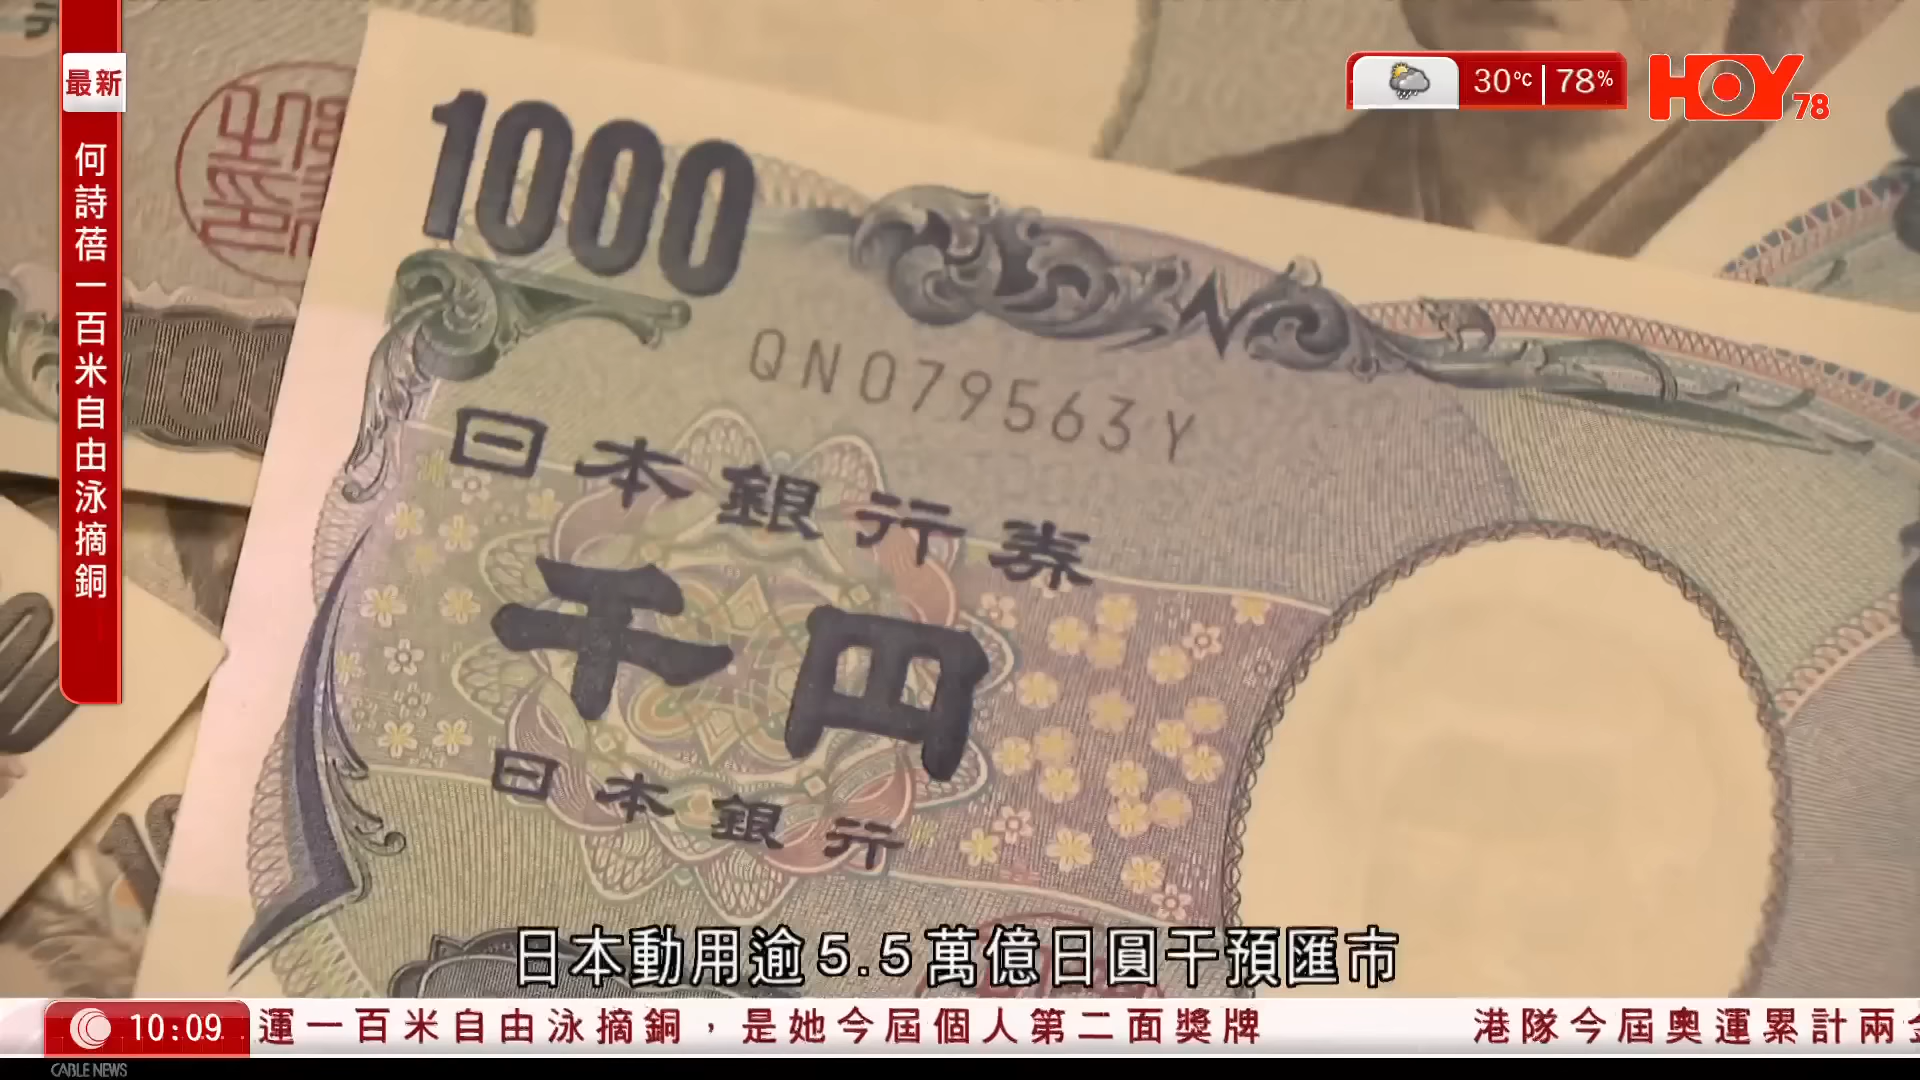 最新
何詩蓓一百米自由泳摘銅
30℃ 78%
HOY 78
1000
QN079563Y
日本銀行券
千円
日本銀行
日本動用逾5.5萬億日圓干預匯市
10:09 運一百米自由泳摘銅，是她今屆個人第二面獎牌 港隊今屆奧運累計兩
CABLE NEWS